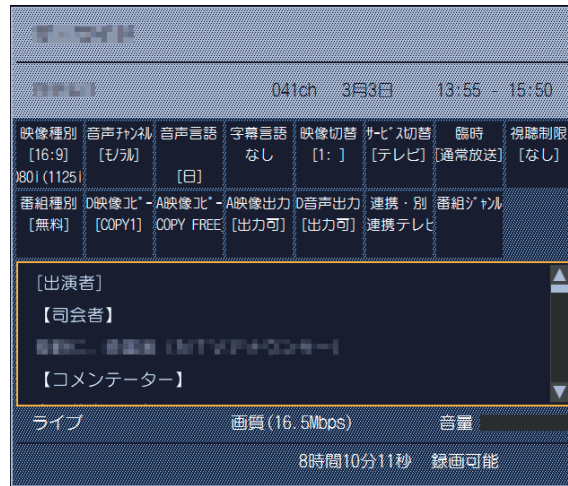 041ch 3月3日 13:55 - 15:50
映像種別 音声ﾁｬﾝﾈﾙ 音声言語 字幕言語 映像切替 ｻｰﾋﾞｽ切替 臨時 視聴制限
[16:9] [ﾓﾉﾗﾙ] なし [1: ] [テレビ] [通常放送] [なし]
080i(1125i [日]
番組種別 D映像ｺﾋﾟｰ A映像ｺﾋﾟｰ A映像出力 D音声出力 連携・別 番組ｼﾞｬﾝﾙ
[無料] [COPY1] COPY FREE [出力可] [出力可] 連携テレビ
[出演者]
【司会者】
【コメンテーター】
ライブ 画質(16.5Mbps) 音量
8時間10分11秒 録画可能